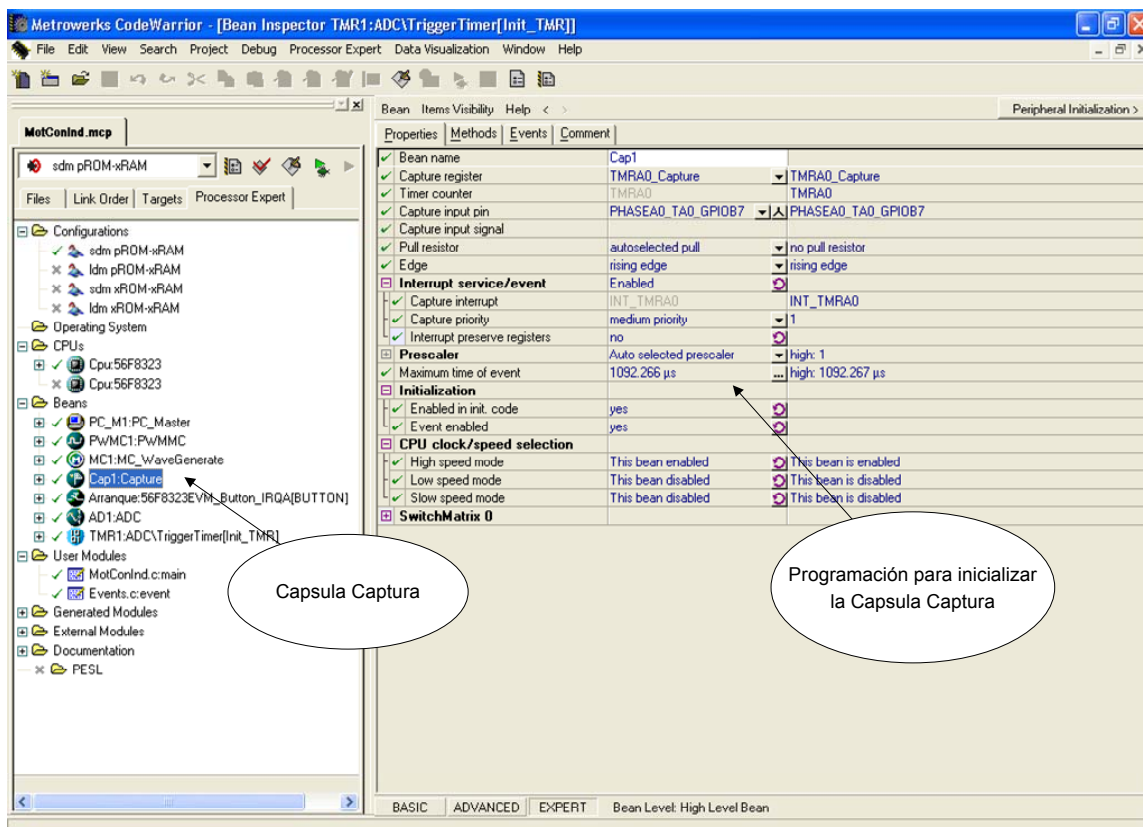 Metrowerks CodeWarrior - [Bean Inspector TMR1:ADC\TriggerTimer[Init_TMR]]
File Edit View Search Project Debug Processor Expert Data Visualization Window Help
Bean Items Visibility Help < >
Peripheral Initialization >
MotConInd.mcp
sdm pROM-xRAM
Files Link Order Targets Processor Expert
Configurations
sdm pROM-xRAM
ldm pROM-xRAM
sdm xROM-xRAM
ldm xROM-xRAM
Operating System
CPUs
Cpu:56F8323
Cpu:56F8323
Beans
PC_M1:PC_Master
PWMC1:PWMMC
MC1:MC_WaveGenerate
Cap1:Capture
Arranque:56F8323EVM_Button_IRQA[BUTTON]
AD1:ADC
TMR1:ADC\TriggerTimer[Init_TMR]
User Modules
MotConInd.c:main
Events.c:event
Generated Modules
External Modules
Documentation
PESL
Properties Methods Events Comment
Bean name Cap1
Capture register TMRA0_Capture TMRA0_Capture
Timer counter TMRA0 TMRA0
Capture input pin PHASEA0_TA0_GPIOB7 PHASEA0_TA0_GPIOB7
Capture input signal
Pull resistor autoselected pull no pull resistor
Edge rising edge rising edge
Interrupt service/event Enabled
Capture interrupt INT_TMRA0 INT_TMRA0
Capture priority medium priority 1
Interrupt preserve registers no
Prescaler Auto selected prescaler high: 1
Maximum time of event 1092.266 µs ... high: 1092.267 µs
Initialization
Enabled in init. code yes
Event enabled yes
CPU clock/speed selection
High speed mode This bean enabled This bean is enabled
Low speed mode This bean disabled This bean is disabled
Slow speed mode This bean disabled This bean is disabled
SwitchMatrix 0
Capsula Captura
Programación para inicializar
la Capsula Captura
BASIC ADVANCED EXPERT Bean Level: High Level Bean